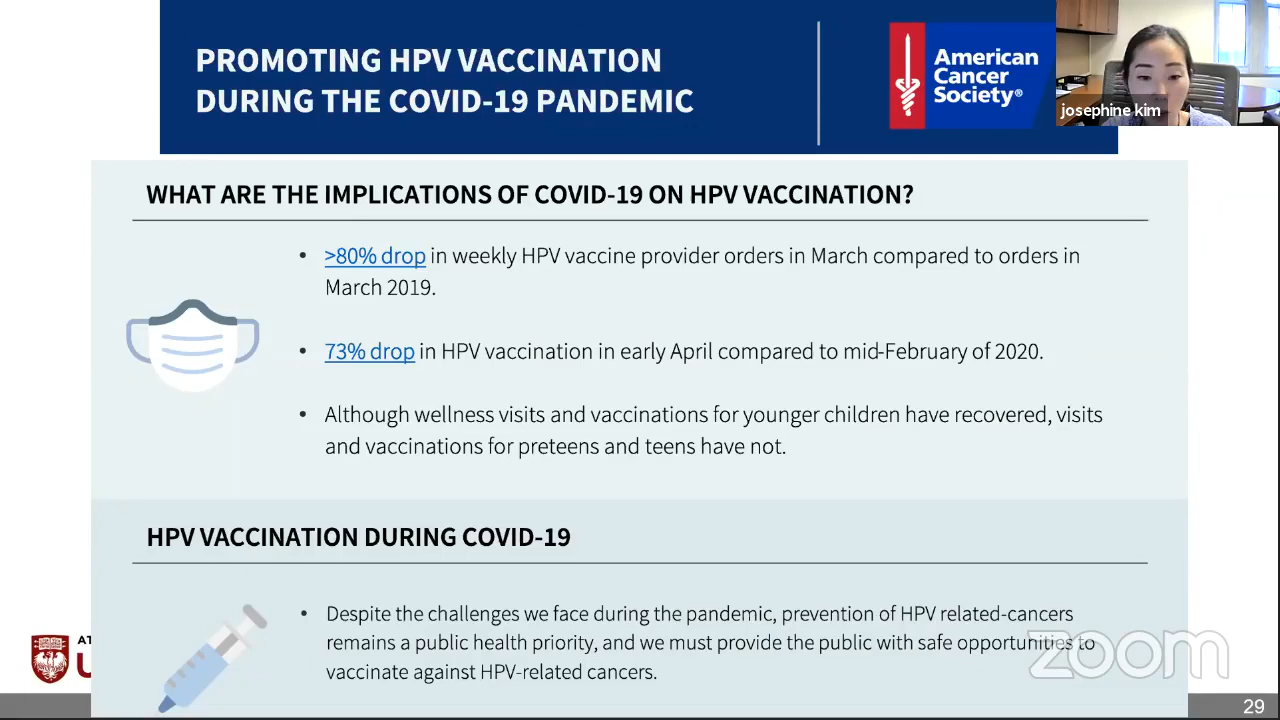 PROMOTING HPV VACCINATION
DURING THE COVID-19 PANDEMIC
American
Cancer
Society®
josephine kim
WHAT ARE THE IMPLICATIONS OF COVID-19 ON HPV VACCINATION?
• >80% drop in weekly HPV vaccine provider orders in March compared to orders in
March 2019.
• 73% drop in HPV vaccination in early April compared to mid-February of 2020.
• Although wellness visits and vaccinations for younger children have recovered, visits
and vaccinations for preteens and teens have not.
HPV VACCINATION DURING COVID-19
• Despite the challenges we face during the pandemic, prevention of HPV related-cancers
remains a public health priority, and we must provide the public with safe opportunities to
vaccinate against HPV-related cancers.
AT
U
zoom
29